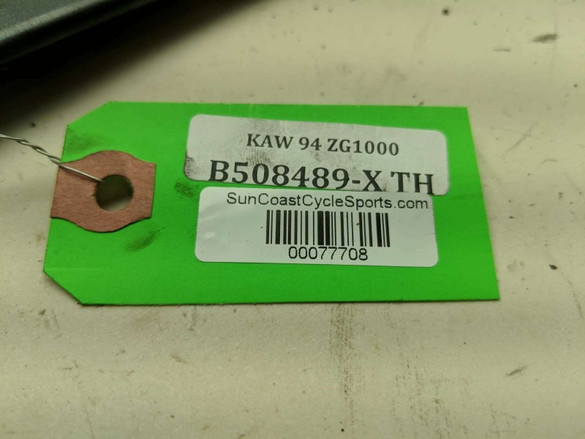 KAW 94 ZG1000
B508489-X TH
SunCoastCycleSports.com
00077708